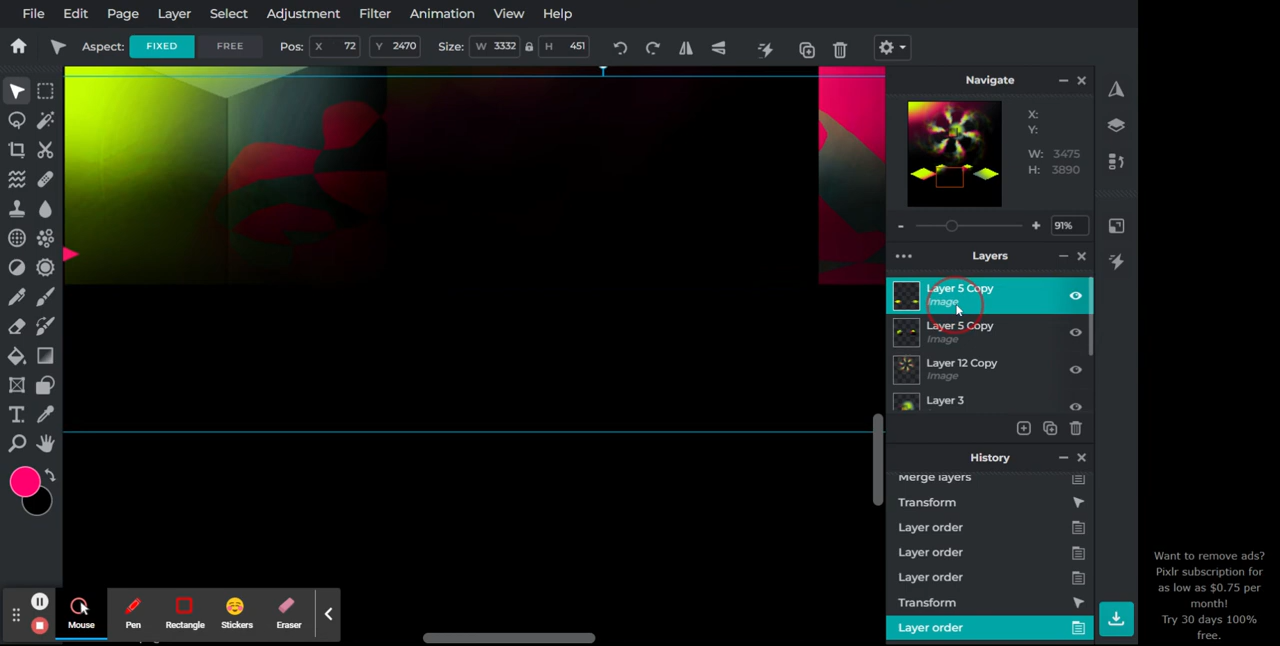 File Edit Page Layer Select Adjustment Filter Animation View Help
Aspect: FIXED FREE Pos: X 72 Y 2470 Size: W 3332 H 451
Navigate
X:
Y:
W: 3475
H: 3890
- + 91%
Layers
Layer 5 Copy
Image
Layer 5 Copy
Image
Layer 12 Copy
Image
Layer 3
History
Merge layers
Transform
Layer order
Layer order
Layer order
Transform
Layer order
Mouse Pen Rectangle Stickers Eraser
Want to remove ads?
Pixlr subscription for
as low as $0.75 per
month!
Try 30 days 100%
free.